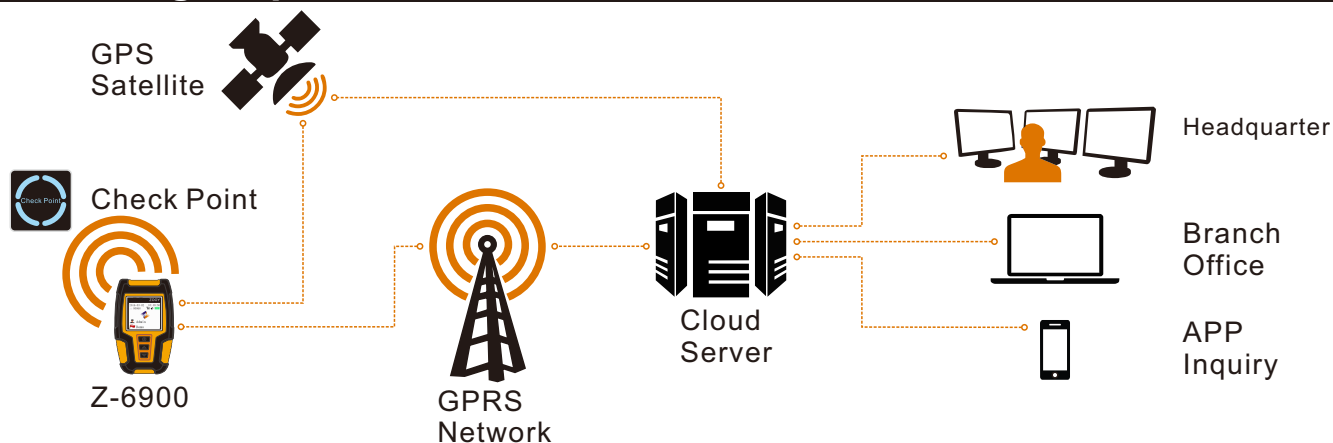 GPS
Satellite
Check Point
Check Point
Z-6900
GPRS
Network
Cloud
Server
Headquarter
Branch
Office
APP
Inquiry